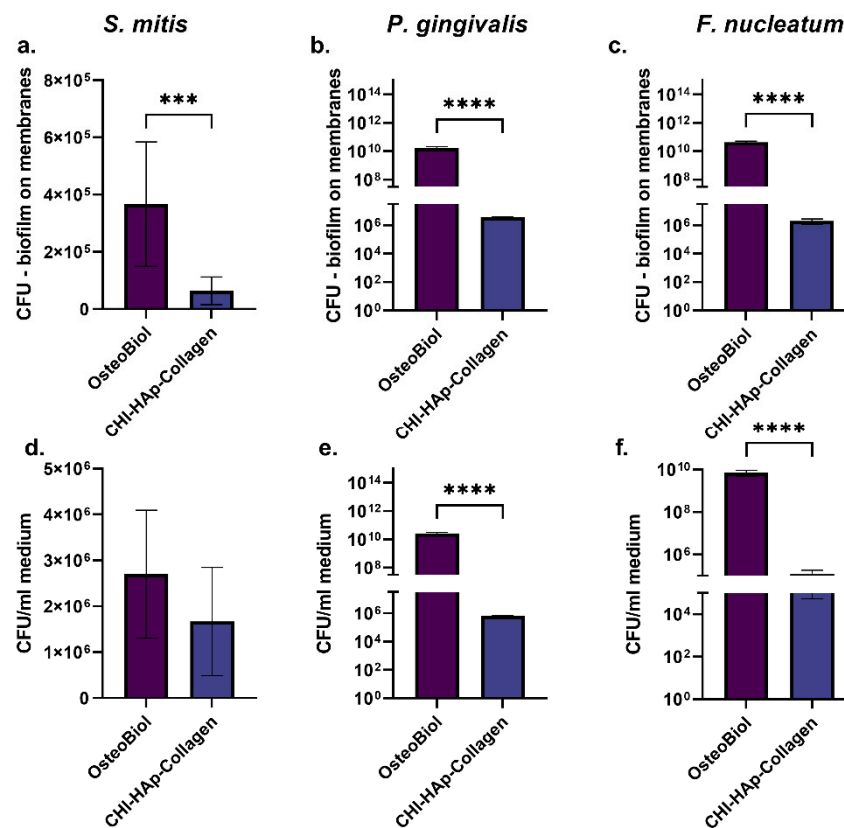 S. mitis
P. gingivalis
F. nucleatum
a.
CFU - biofilm on membranes
8×10⁵
6×10⁵
4×10⁵
2×10⁵
0
***
OsteoBiol
CHI-HAp-Collagen
b.
CFU - biofilm on membranes
10¹⁴
10¹²
10¹⁰
10⁸
10⁶
10⁴
10²
10⁰
****
OsteoBiol
CHI-HAp-Collagen
c.
CFU - biofilm on membranes
10¹⁴
10¹²
10¹⁰
10⁸
10⁶
10⁴
10²
10⁰
****
OsteoBiol
CHI-HAp-Collagen
d.
CFU/ml medium
5×10⁶
4×10⁶
3×10⁶
2×10⁶
1×10⁶
0
OsteoBiol
CHI-HAp-Collagen
e.
CFU/ml medium
10¹⁴
10¹²
10¹⁰
10⁸
10⁶
10⁴
10²
10⁰
****
OsteoBiol
CHI-HAp-Collagen
f.
CFU/ml medium
10¹⁰
10⁸
10⁶
10⁴
10²
10⁰
****
OsteoBiol
CHI-HAp-Collagen